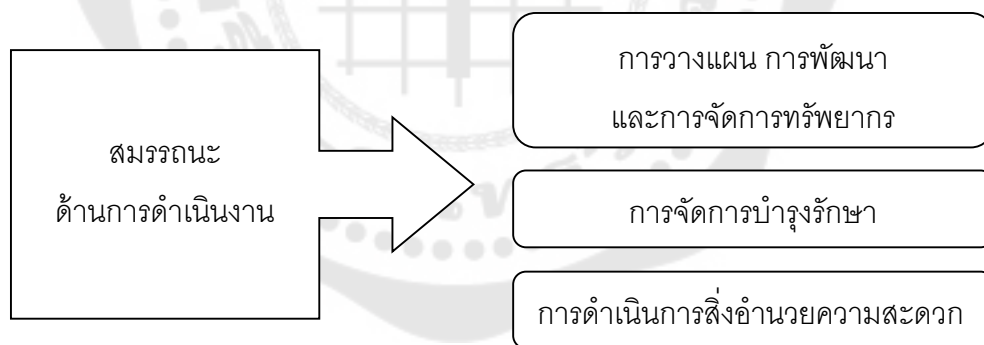 สมรรถนะ
ด้านการดำเนินงาน
การวางแผน การพัฒนา
และการจัดการทรัพยากร
การจัดการบำรุงรักษา
การดำเนินการสิ่งอำนวยความสะดวก